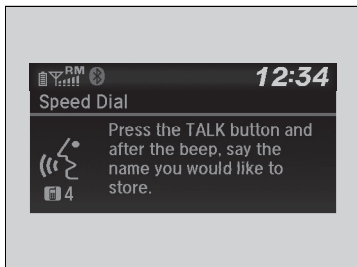 RM 12:34
Speed Dial
Press the TALK button and
after the beep, say the
name you would like to
4 store.